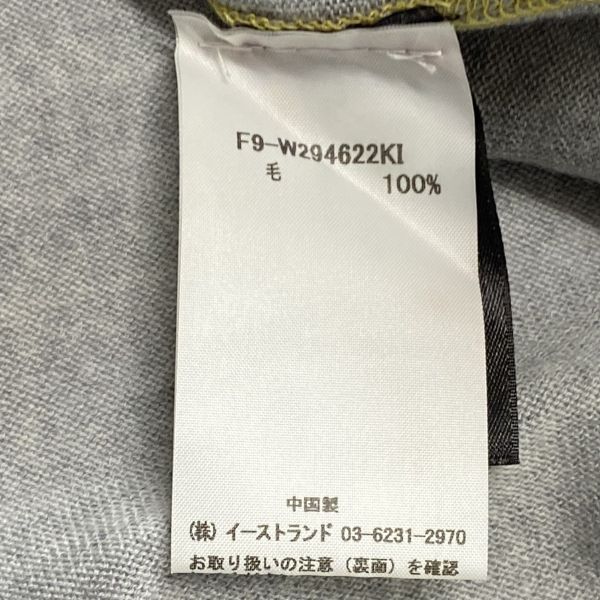 F9-W294622KI
毛 100%
中国製
(株) イーストランド 03-6231-2970
お取り扱いの注意 (裏面) を確認